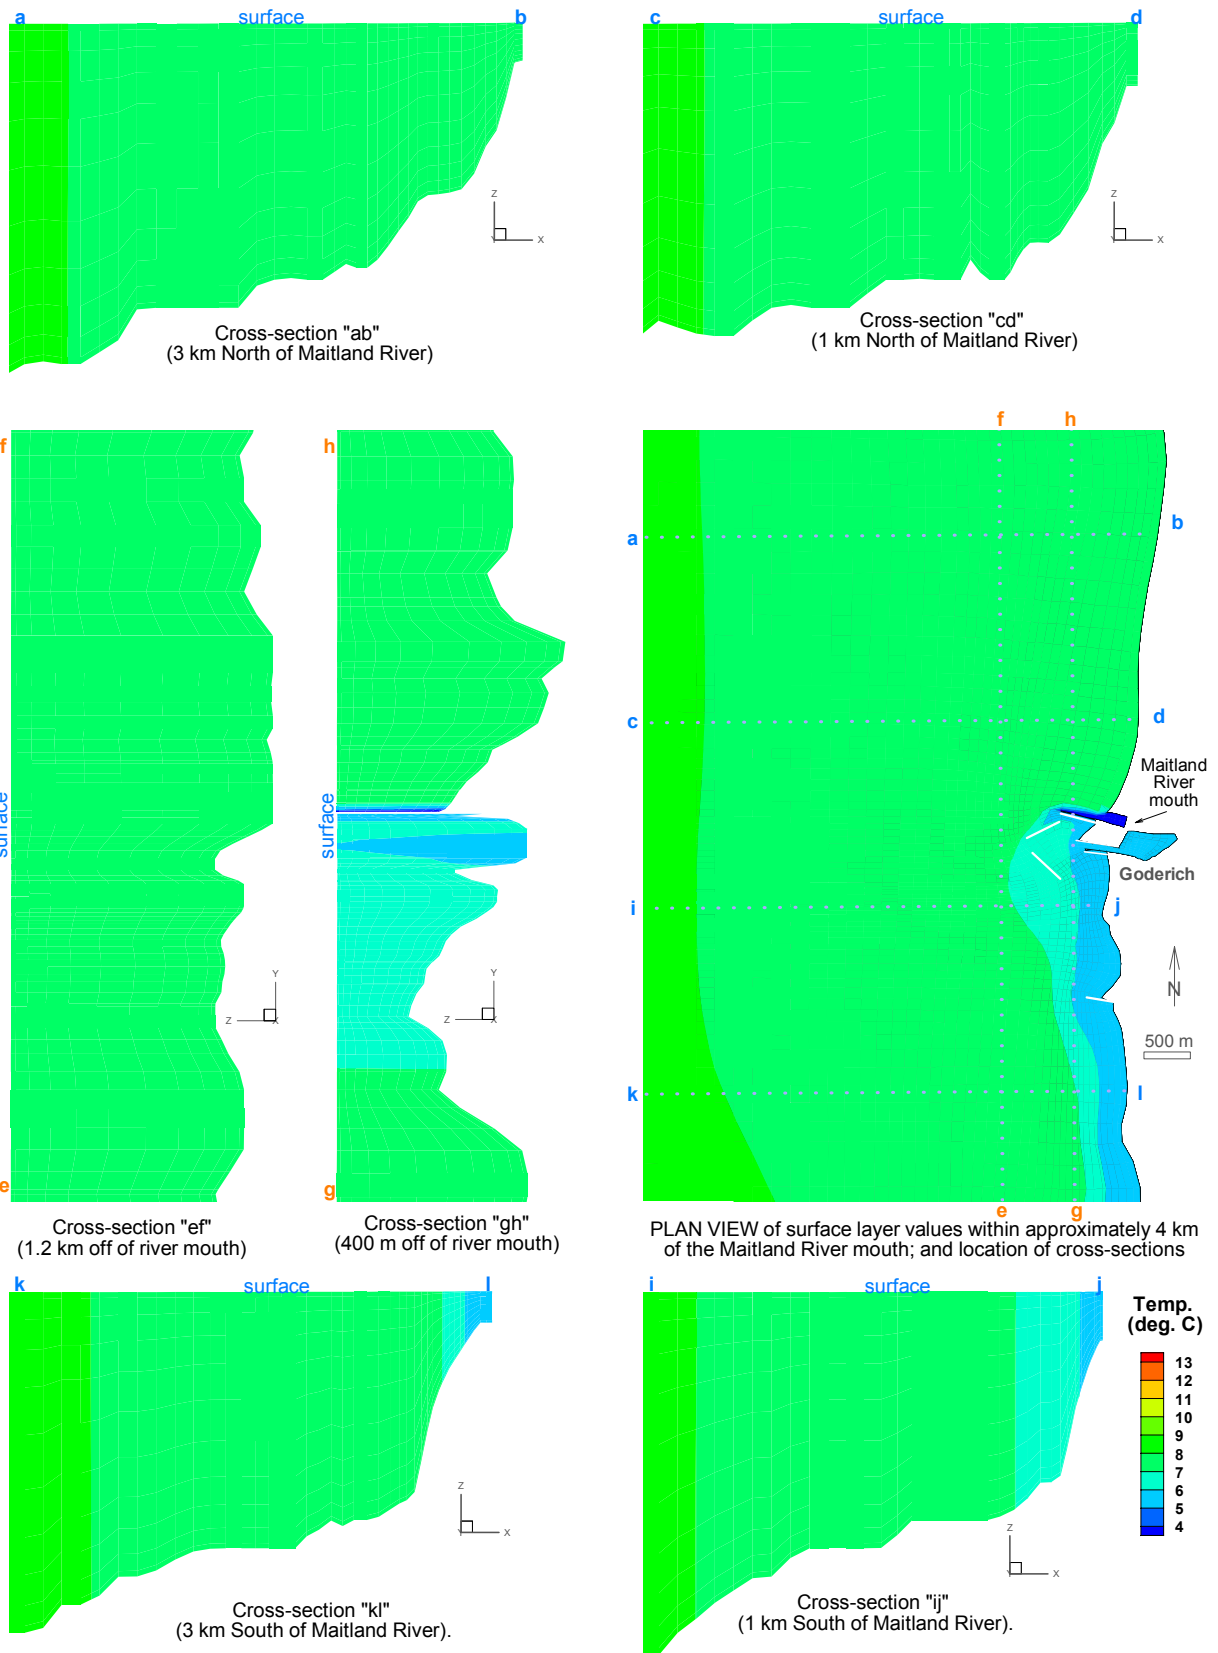 a
surface
b
Z
X
Y
Cross-section "ab"
(3 km North of Maitland River)
c
surface
d
Z
X
Y
Cross-section "cd"
(1 km North of Maitland River)
f
surface
e
Y
Z
X
Cross-section "ef"
(1.2 km off of river mouth)
h
surface
g
Y
Z
X
Cross-section "gh"
(400 m off of river mouth)
f
h
a
b
c
d
Maitland
River
mouth
Goderich
i
j
N
500 m
k
l
e
g
PLAN VIEW of surface layer values within approximately 4 km
of the Maitland River mouth; and location of cross-sections
k
surface
l
Z
X
Y
Cross-section "kl"
(3 km South of Maitland River).
i
surface
j
Z
X
Y
Cross-section "ij"
(1 km South of Maitland River).
Temp.
(deg. C)
13
12
11
10
9
8
7
6
5
4